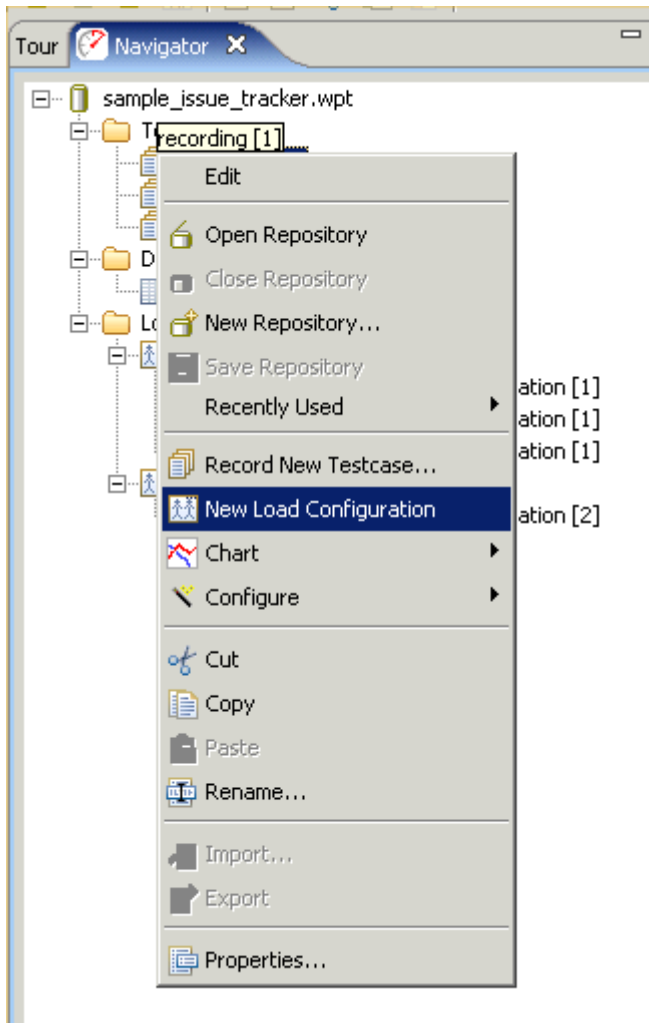 Tour Navigator
sample_issue_tracker.wpt
recording [1]
Edit
Open Repository
Close Repository
New Repository...
Save Repository
ation [1]
Recently Used
ation [1]
ation [1]
Record New Testcase...
New Load Configuration
ation [2]
Chart
Configure
Cut
Copy
Paste
Rename...
Import...
Export
Properties...